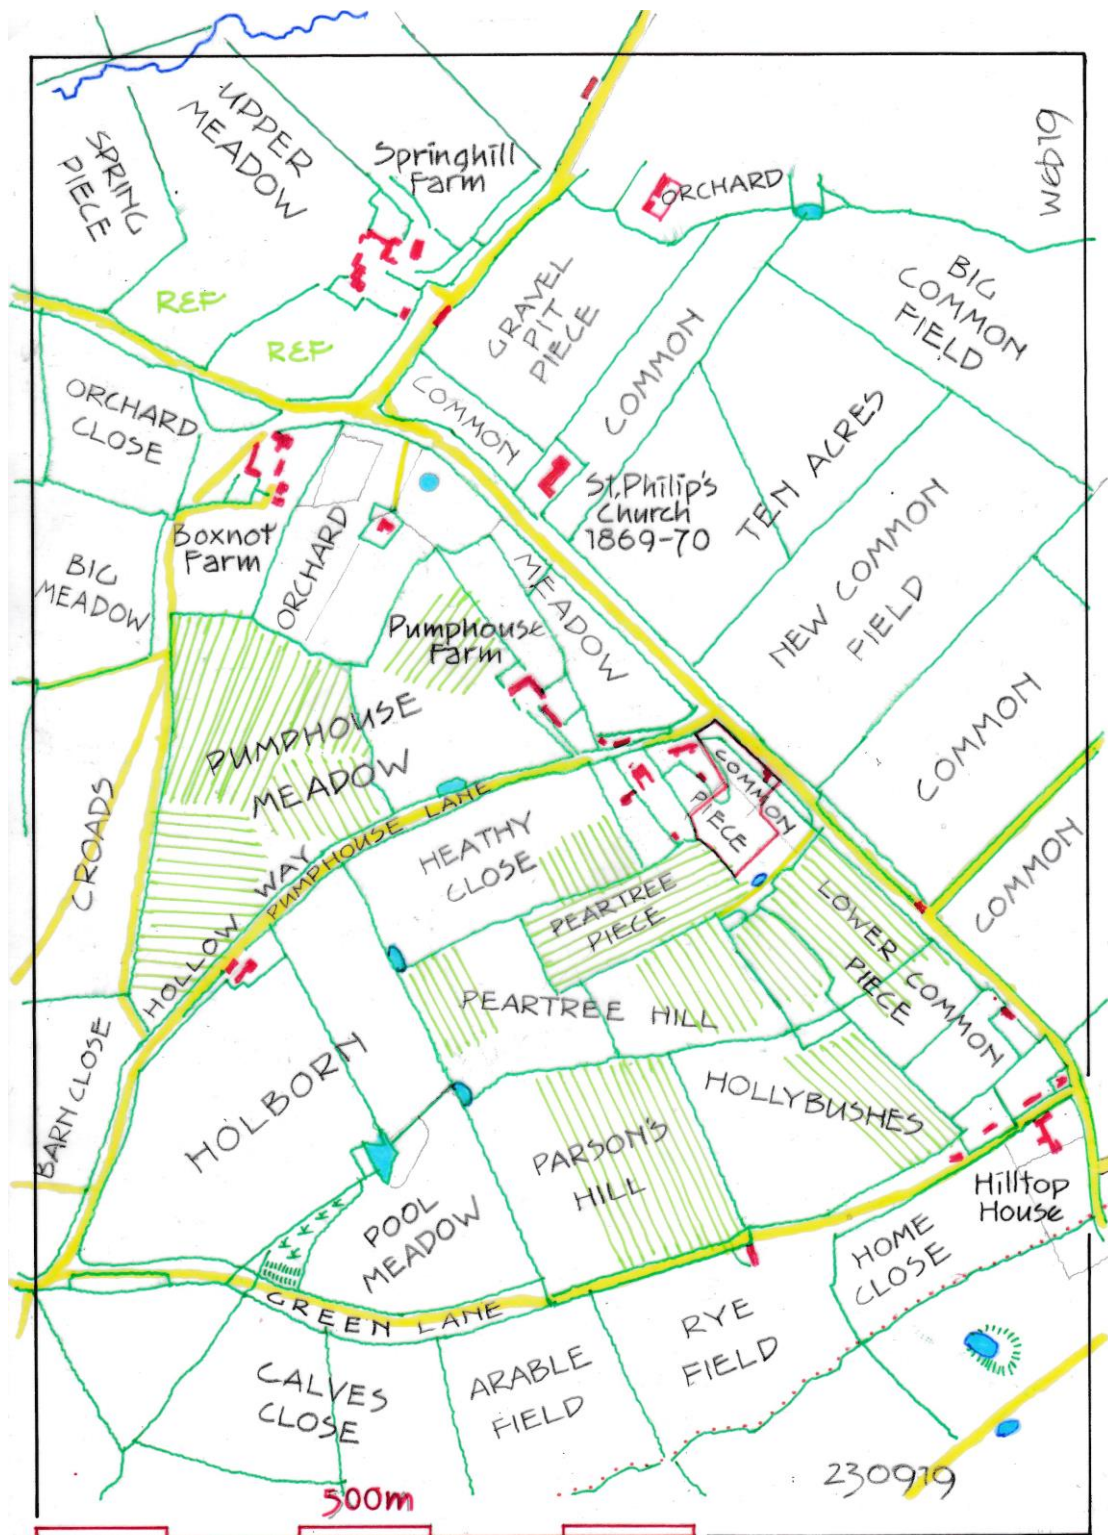 Web19
UPPER
MEADOW
SPRING
PIECE
Springhill
Farm
ORCHARD
REF
REF
GRAVEL
PIT
PIECE
BIG
COMMON
FIELD
COMMON
COMMON
ORCHARD
CLOSE
TEN ACRES
St. Philip's
Church
1869-70
Boxnot
Farm
ORCHARD
BIG
MEADOW
MEADOW
NEW COMMON
FIELD
Pumphouse
Farm
PUMPHOUSE
MEADOW
COMMON
COMMON
PIECE
CROADS
HOLLOW WAY
PUMPHOUSE LANE
HEATHY
CLOSE
COMMON
PEARTREE
PIECE
LOWER COMMON
PIECE
PEARTREE HILL
BARN CLOSE
HOLBORN
HOLLYBUSHES
PARSON'S
HILL
Hilltop
House
POOL
MEADOW
HOME
CLOSE
GREEN LANE
RYE
FIELD
CALVES
CLOSE
ARABLE
FIELD
230919
500m